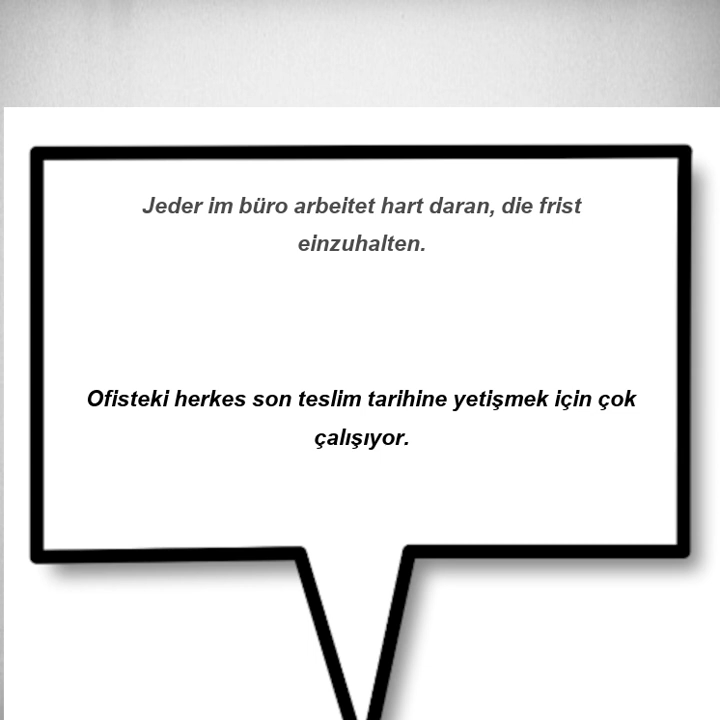 Jeder im büro arbeitet hart daran, die frist
einzuhalten.
Ofisteki herkes son teslim tarihine yetişmek için çok
çalışıyor.